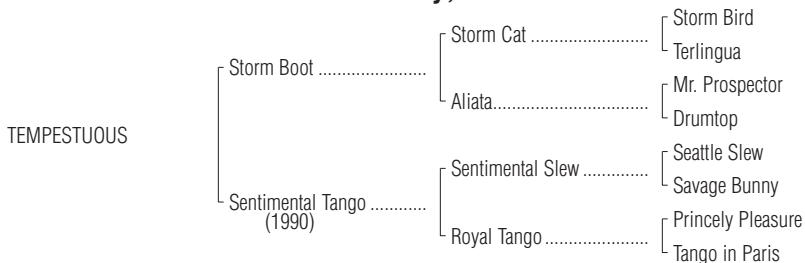 Storm Bird
Storm Cat ..........................
Terlingua
Storm Boot .......................
Mr. Prospector
Aliata.................................
Drumtop
TEMPESTUOUS
Seattle Slew
Sentimental Slew ..............
Savage Bunny
Sentimental Tango ............
(1990)
Princely Pleasure
Royal Tango ......................
Tango in Paris